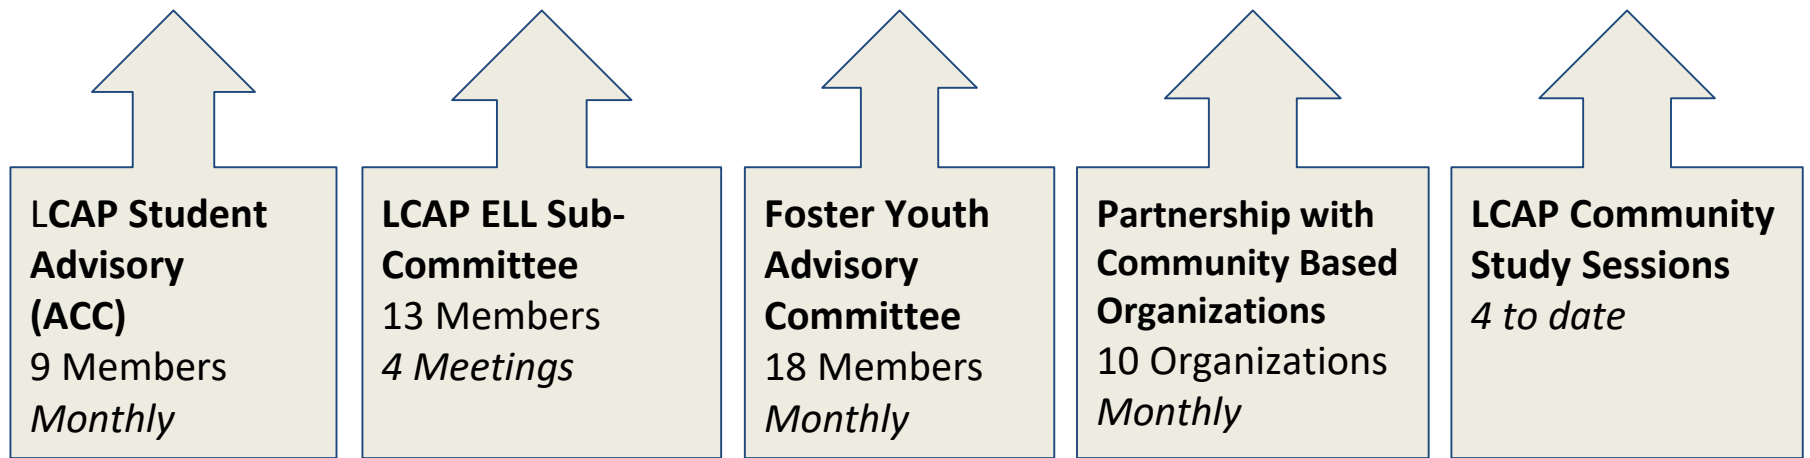 LCAP Student
Advisory
(ACC)
9 Members
Monthly
LCAP ELL Sub-
Committee
13 Members
4 Meetings
Foster Youth
Advisory
Committee
18 Members
Monthly
Partnership with
Community Based
Organizations
10 Organizations
Monthly
LCAP Community
Study Sessions
4 to date